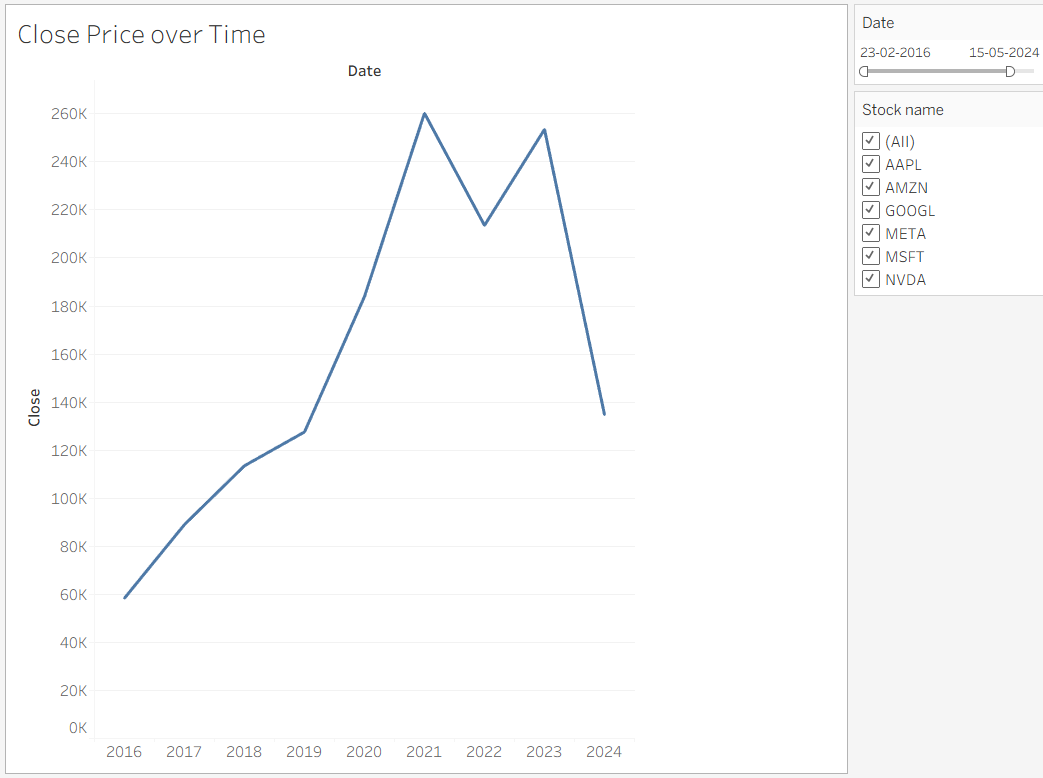 Close Price over Time
Date
260K
240K
220K
200K
180K
160K
140K
120K
100K
80K
60K
40K
20K
0K
Close
2016 2017 2018 2019 2020 2021 2022 2023 2024
Date
23-02-2016 15-05-2024
Stock name
(All)
AAPL
AMZN
GOOGL
META
MSFT
NVDA